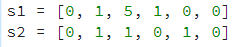 s1 = [0, 1, 5, 1, 0, 0]
s2 = [0, 1, 1, 0, 1, 0]